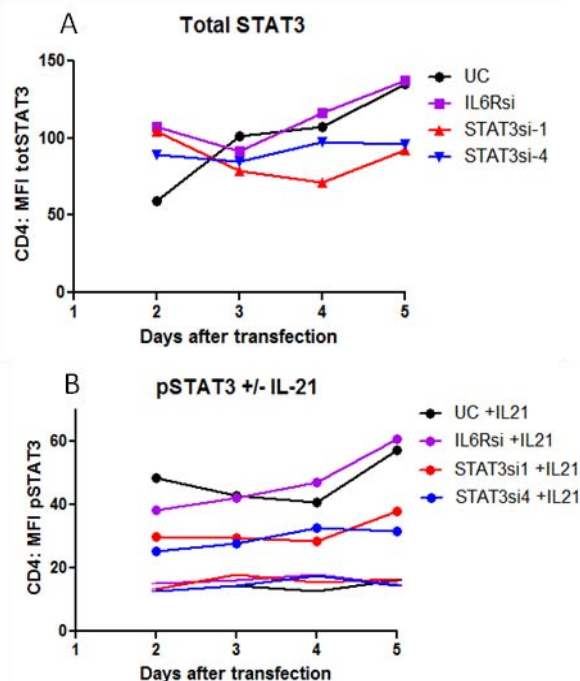 A
Total STAT3
CD4: MFI totSTAT3
150
100
50
0
1 2 3 4 5
Days after transfection
UC
IL6Rsi
STAT3si-1
STAT3si-4
B
pSTAT3 +/- IL-21
CD4: MFI pSTAT3
60
40
20
0
1 2 3 4 5
Days after transfection
UC +IL21
IL6Rsi +IL21
STAT3si1 +IL21
STAT3si4 +IL21